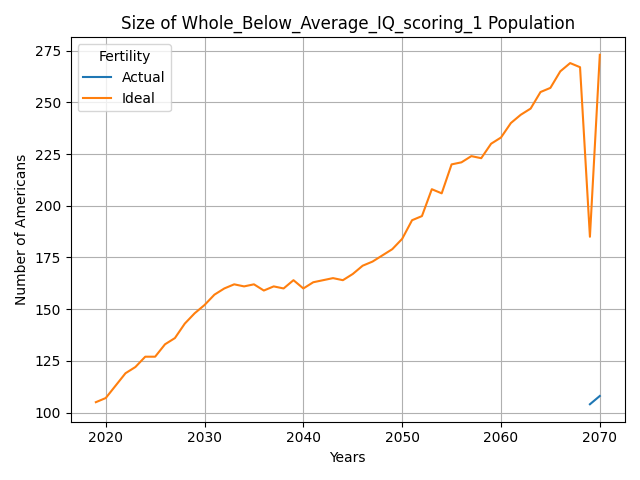 Size of Whole_Below_Average_IQ_scoring_1 Population
Fertility
Actual
Ideal
Number of Americans
275
250
225
200
175
150
125
100
2020
2030
2040
2050
2060
2070
Years